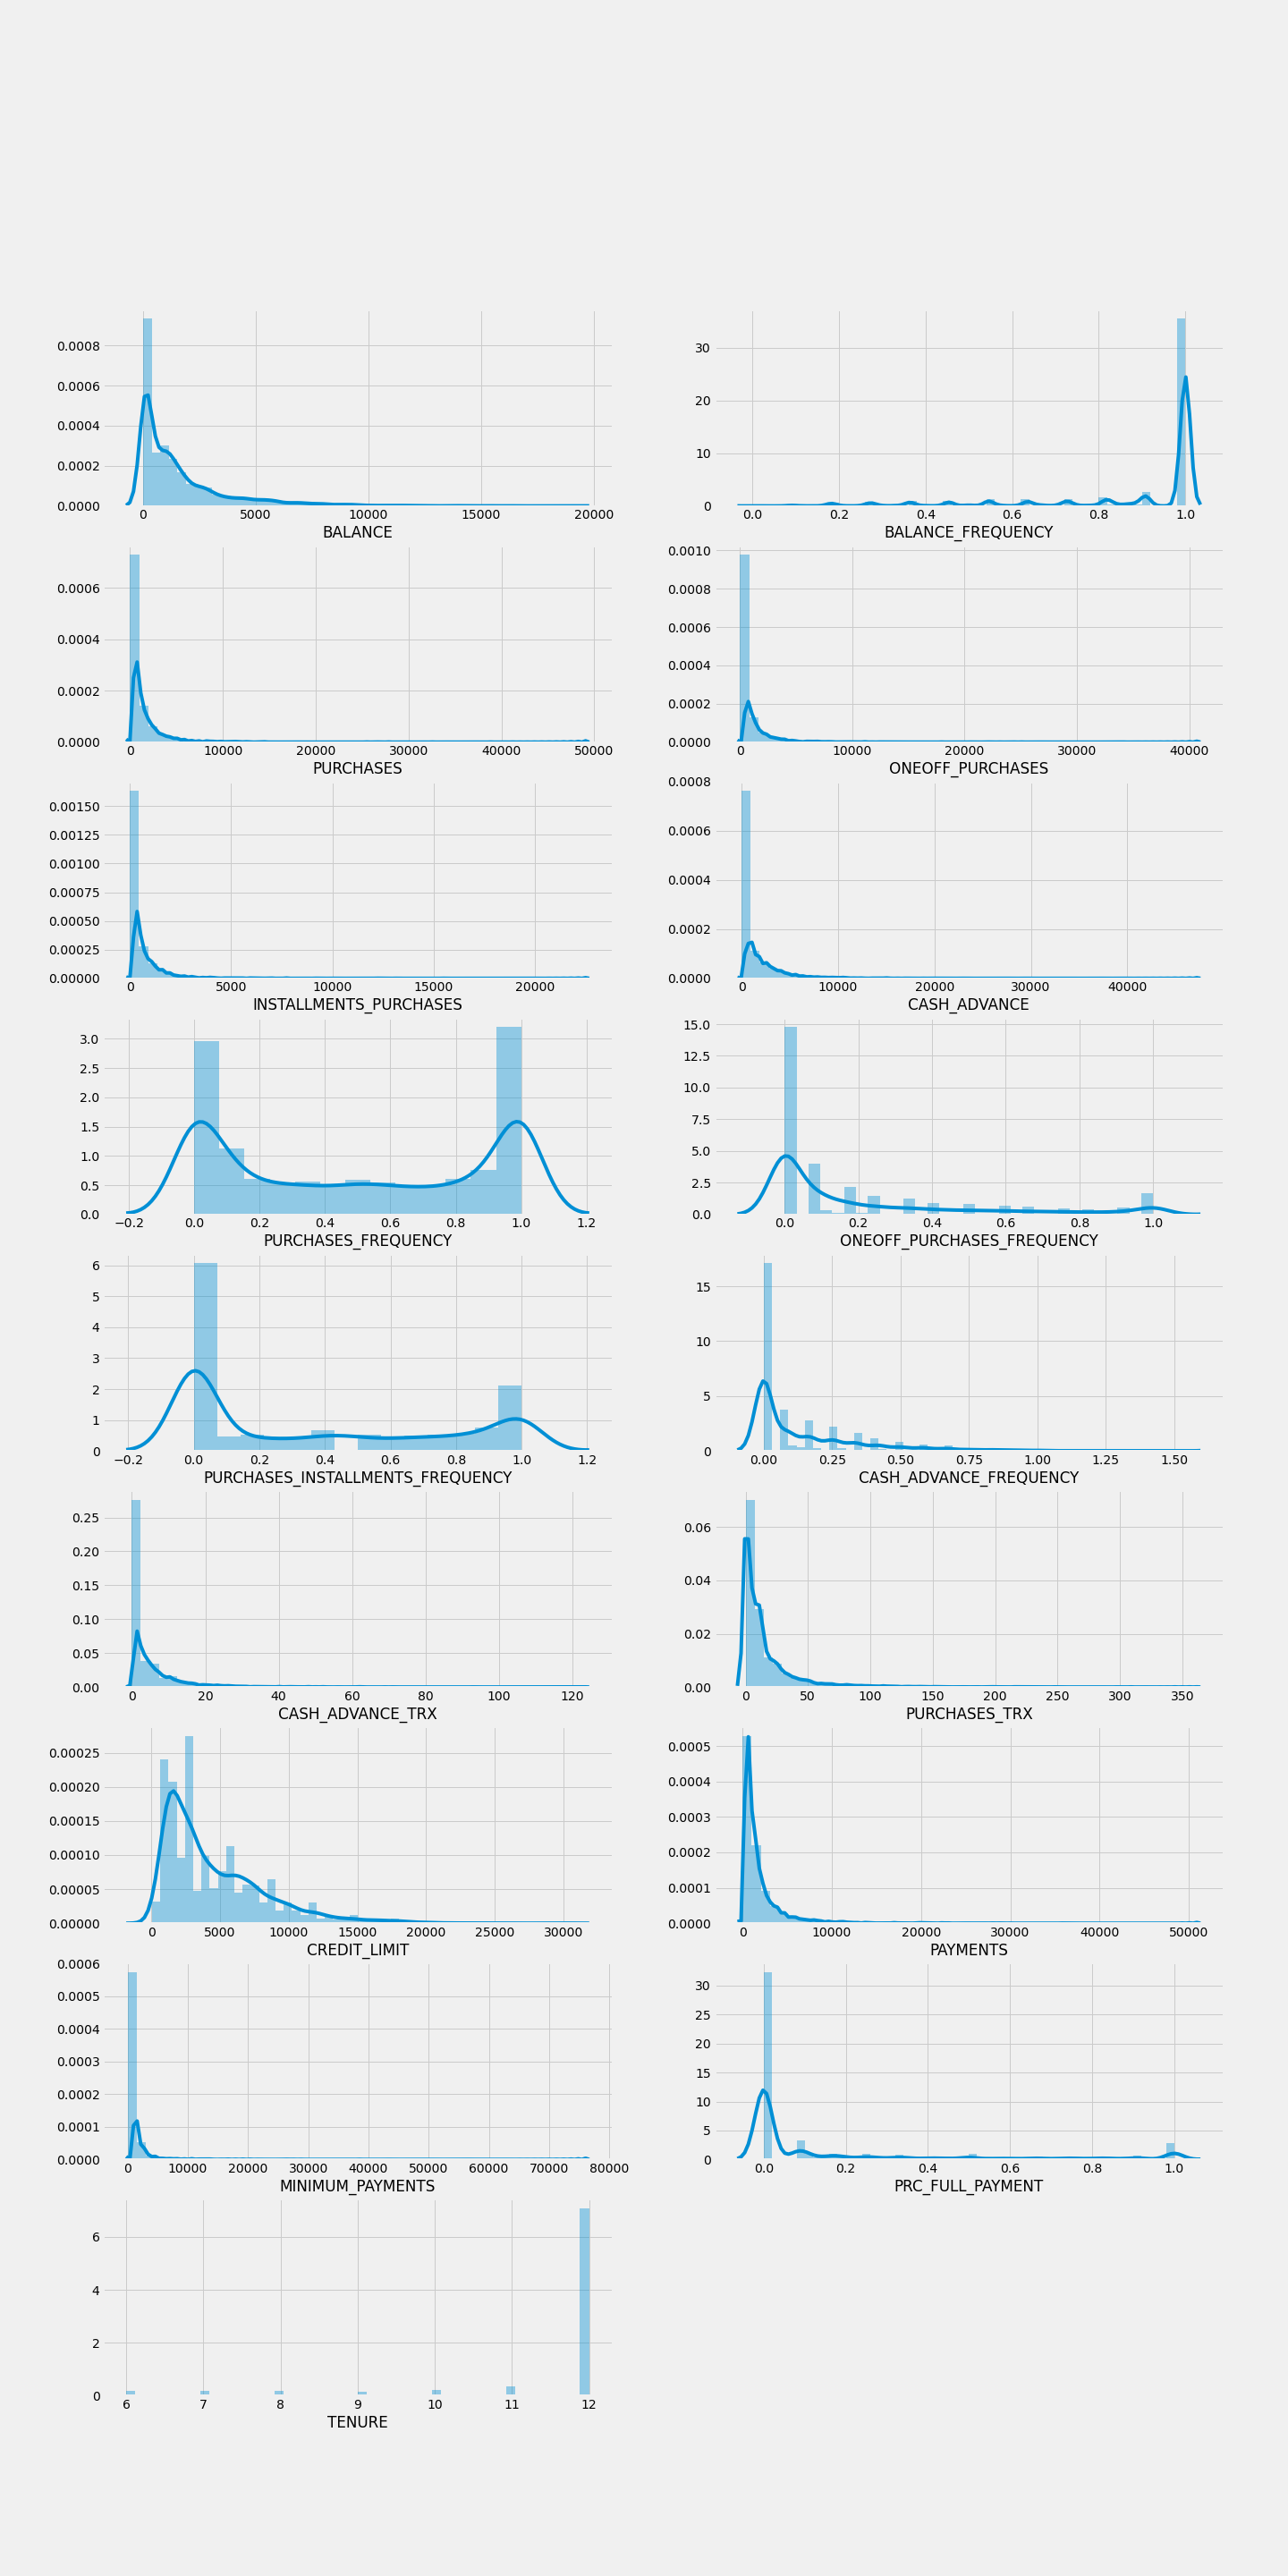 0.0008
0.0006
0.0004
0.0002
0.0000
0 5000 10000 15000 20000
BALANCE
30
20
10
0
0.0 0.2 0.4 0.6 0.8 1.0
BALANCE_FREQUENCY
0.0006
0.0004
0.0002
0.0000
0 10000 20000 30000 40000 50000
PURCHASES
0.0010
0.0008
0.0006
0.0004
0.0002
0.0000
0 10000 20000 30000 40000
ONEOFF_PURCHASES
0.00150
0.00125
0.00100
0.00075
0.00050
0.00025
0.00000
0 5000 10000 15000 20000
INSTALLMENTS_PURCHASES
0.0008
0.0006
0.0004
0.0002
0.0000
0 10000 20000 30000 40000
CASH_ADVANCE
3.0
2.5
2.0
1.5
1.0
0.5
0.0
−0.2 0.0 0.2 0.4 0.6 0.8 1.0 1.2
PURCHASES_FREQUENCY
15.0
12.5
10.0
7.5
5.0
2.5
0.0
0.0 0.2 0.4 0.6 0.8 1.0
ONEOFF_PURCHASES_FREQUENCY
6
5
4
3
2
1
0
−0.2 0.0 0.2 0.4 0.6 0.8 1.0 1.2
PURCHASES_INSTALLMENTS_FREQUENCY
15
10
5
0
0.00 0.25 0.50 0.75 1.00 1.25 1.50
CASH_ADVANCE_FREQUENCY
0.25
0.20
0.15
0.10
0.05
0.00
0 20 40 60 80 100 120
CASH_ADVANCE_TRX
0.06
0.04
0.02
0.00
0 50 100 150 200 250 300 350
PURCHASES_TRX
0.00025
0.00020
0.00015
0.00010
0.00005
0.00000
0 5000 10000 15000 20000 25000 30000
CREDIT_LIMIT
0.0005
0.0004
0.0003
0.0002
0.0001
0.0000
0 10000 20000 30000 40000 50000
PAYMENTS
0.0006
0.0005
0.0004
0.0003
0.0002
0.0001
0.0000
0 10000 20000 30000 40000 50000 60000 70000 80000
MINIMUM_PAYMENTS
30
25
20
15
10
5
0
0.0 0.2 0.4 0.6 0.8 1.0
PRC_FULL_PAYMENT
6
4
2
0
6 7 8 9 10 11 12
TENURE